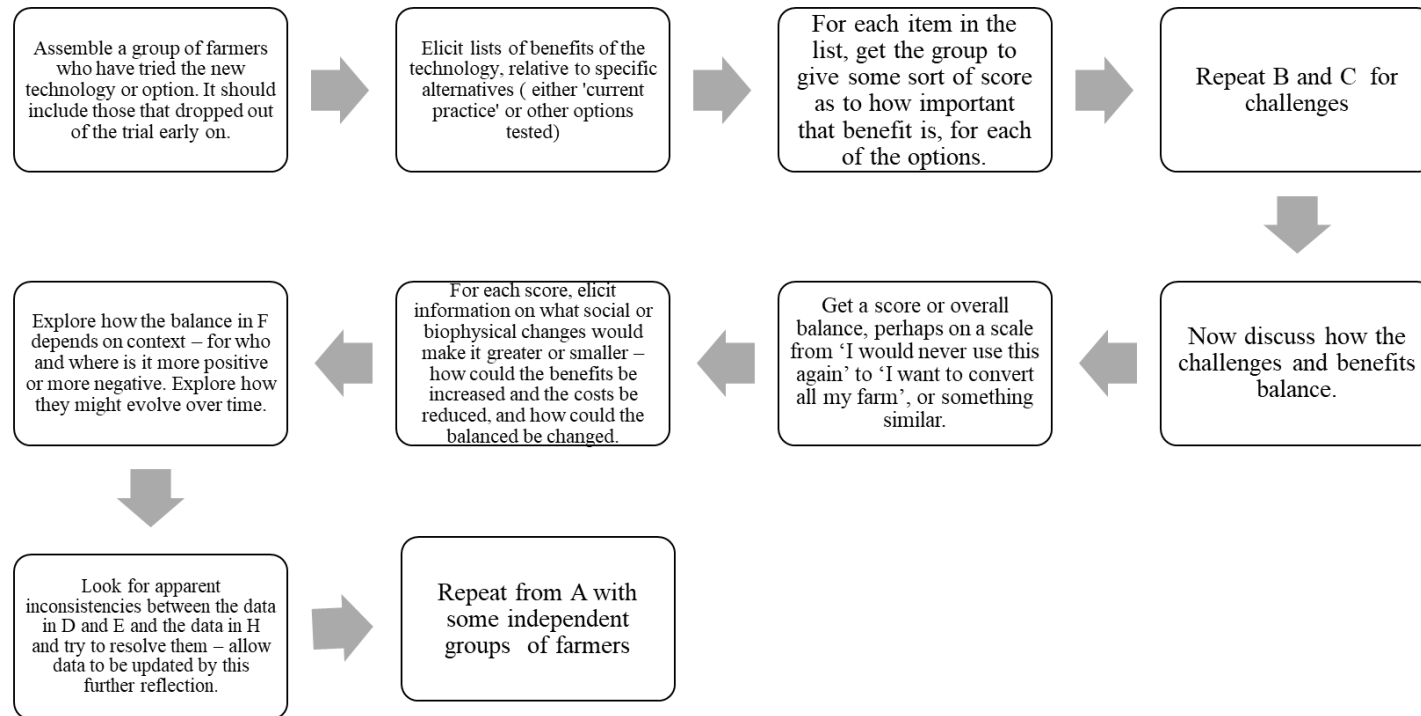 Assemble a group of farmers
who have tried the new
technology or option. It should
include those that dropped out
of the trial early on.
Elicit lists of benefits of the
technology, relative to specific
alternatives ( either 'current
practice' or other options
tested)
For each item in the
list, get the group to
give some sort of score
as to how important
that benefit is, for each
of the options.
Repeat B and C for
challenges
Now discuss how the
challenges and benefits
balance.
Get a score or overall
balance, perhaps on a scale
from ‘I would never use this
again’ to ‘I want to convert
all my farm’, or something
similar.
For each score, elicit
information on what social or
biophysical changes would
make it greater or smaller –
how could the benefits be
increased and the costs be
reduced, and how could the
balanced be changed.
Explore how the balance in F
depends on context – for who
and where is it more positive
or more negative. Explore how
they might evolve over time.
Look for apparent
inconsistencies between the data
in D and E and the data in H
and try to resolve them – allow
data to be updated by this
further reflection.
Repeat from A with
some independent
groups of farmers